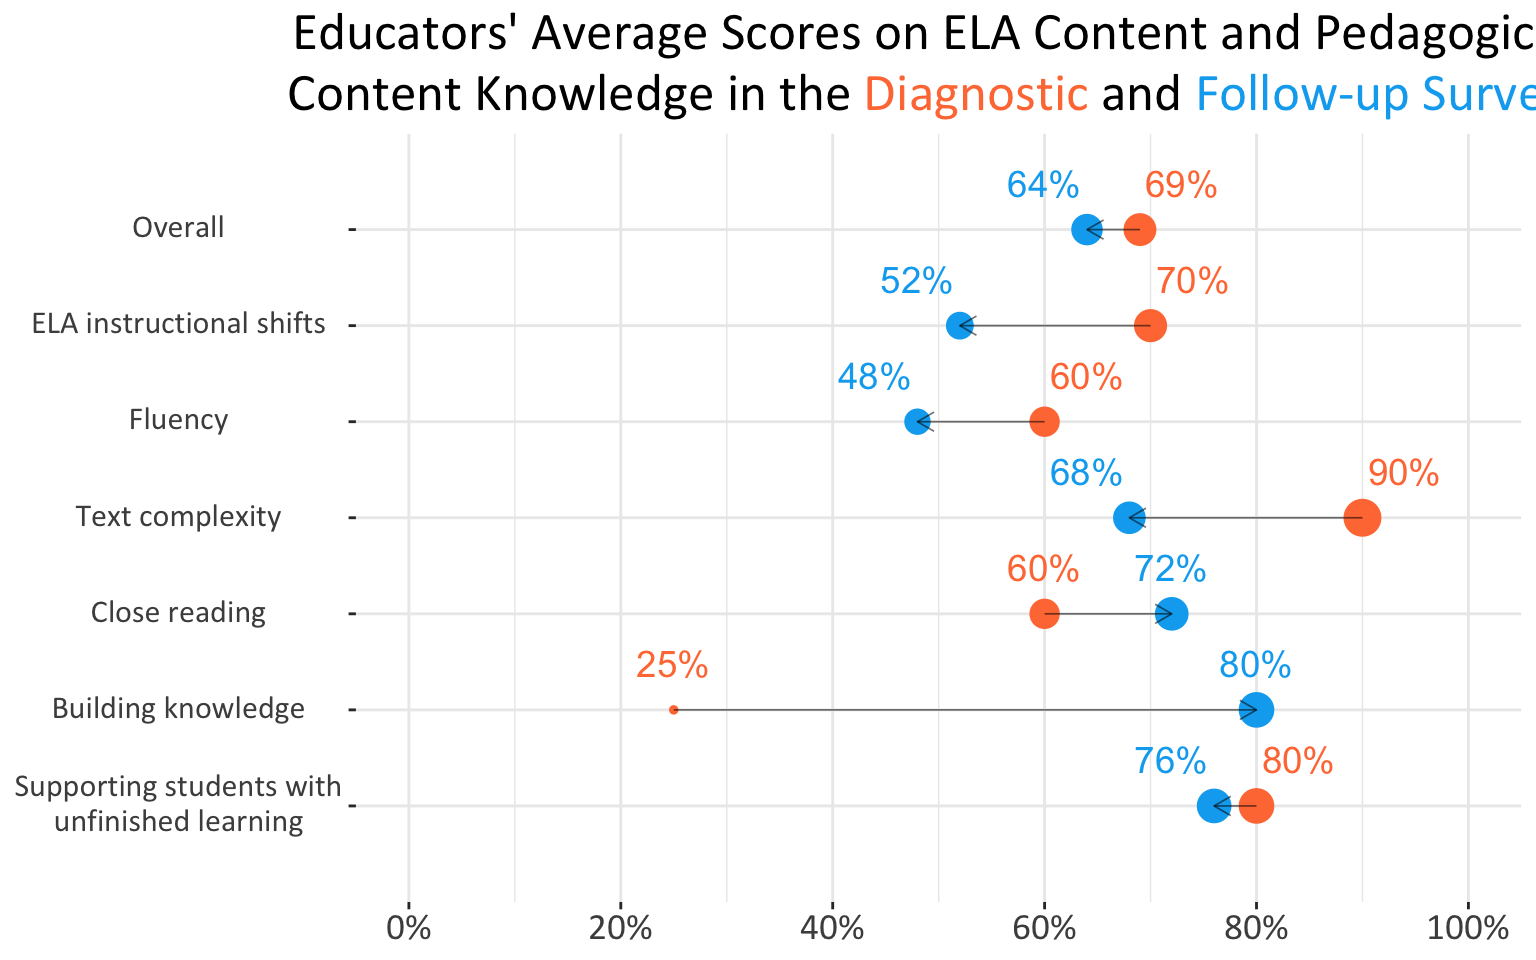 Educators' Average Scores on ELA Content and Pedagogic
Content Knowledge in the Diagnostic and Follow-up Surve
64% 69%
Overall
52% 70%
ELA instructional shifts
48% 60%
Fluency
68% 90%
Text complexity
60% 72%
Close reading
25% 80%
Building knowledge
76% 80%
Supporting students with
unfinished learning
0% 20% 40% 60% 80% 100%